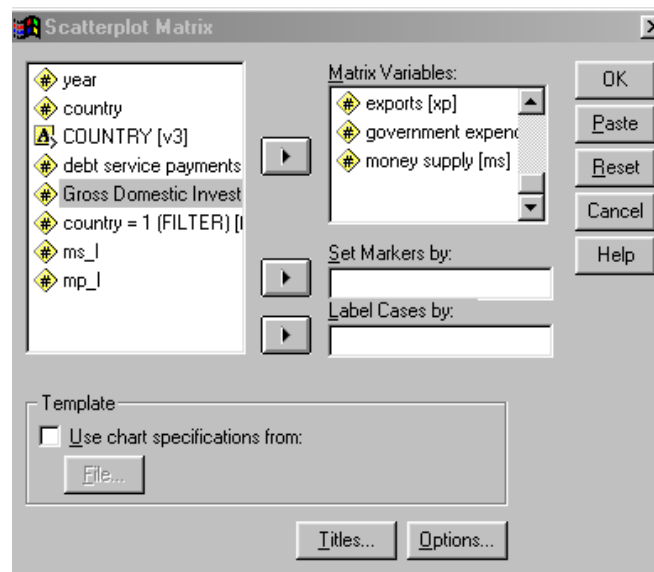 Scatterplot Matrix
year
country
COUNTRY [v3]
debt service payments
Gross Domestic Invest
country = 1 (FILTER) [
ms_l
mp_l
Matrix Variables:
exports [xp]
government expend
money supply [ms]
Set Markers by:
Label Cases by:
OK
Paste
Reset
Cancel
Help
Template
Use chart specifications from:
File...
Titles...
Options...